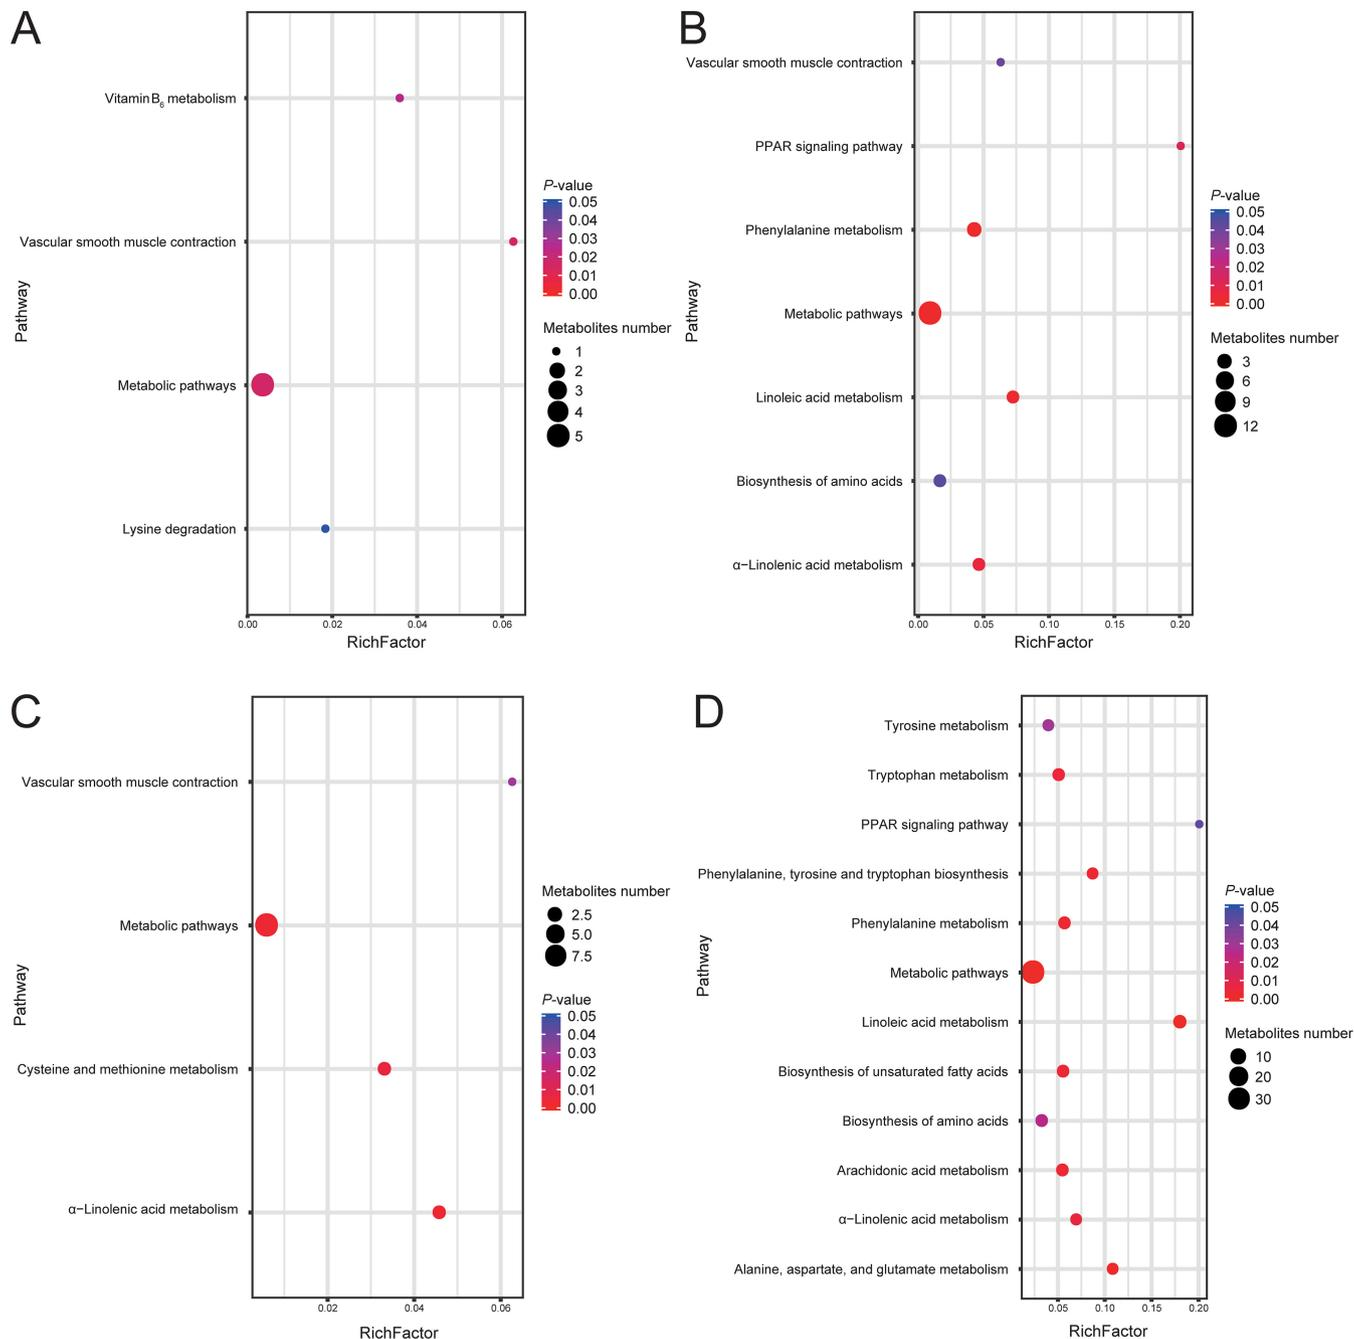 A
Vitamin B6 metabolism
Vascular smooth muscle contraction
Metabolic pathways
Lysine degradation
Pathway
0.00 0.02 0.04 0.06
RichFactor
P-value
0.05
0.04
0.03
0.02
0.01
0.00
Metabolites number
1
2
3
4
5
B
Vascular smooth muscle contraction
PPAR signaling pathway
Phenylalanine metabolism
Metabolic pathways
Linoleic acid metabolism
Biosynthesis of amino acids
α−Linolenic acid metabolism
Pathway
0.00 0.05 0.10 0.15 0.20
RichFactor
P-value
0.05
0.04
0.03
0.02
0.01
0.00
Metabolites number
3
6
9
12
C
Vascular smooth muscle contraction
Metabolic pathways
Cysteine and methionine metabolism
α−Linolenic acid metabolism
Pathway
0.02 0.04 0.06
RichFactor
Metabolites number
2.5
5.0
7.5
P-value
0.05
0.04
0.03
0.02
0.01
0.00
D
Tyrosine metabolism
Tryptophan metabolism
PPAR signaling pathway
Phenylalanine, tyrosine and tryptophan biosynthesis
Phenylalanine metabolism
Metabolic pathways
Linoleic acid metabolism
Biosynthesis of unsaturated fatty acids
Biosynthesis of amino acids
Arachidonic acid metabolism
α−Linolenic acid metabolism
Alanine, aspartate, and glutamate metabolism
Pathway
0.05 0.10 0.15 0.20
RichFactor
P-value
0.05
0.04
0.03
0.02
0.01
0.00
Metabolites number
10
20
30